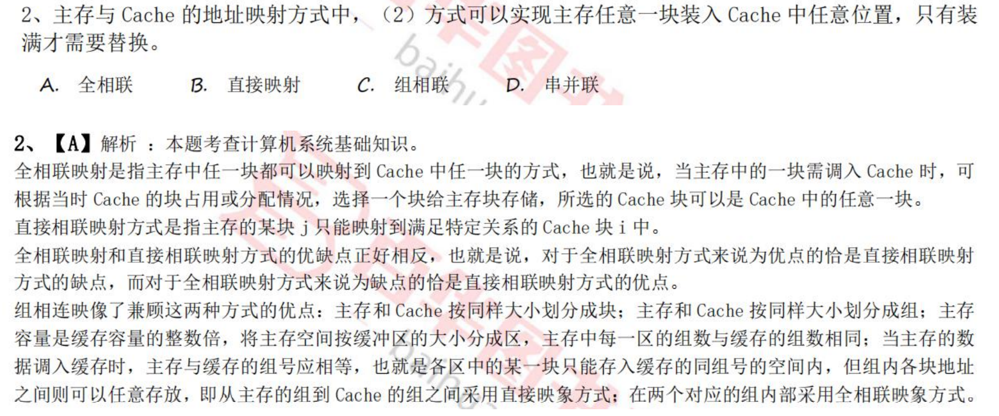 2、主存与 Cache 的地址映射方式中，（2）方式可以实现主存任意一块装入 Cache 中任意位置，只有装
满才需要替换。
A. 全相联 B. 直接映射 C. 组相联 D. 串并联
2、【A】解析 ：本题考查计算机系统基础知识。
全相联映射是指主存中任一块都可以映射到 Cache 中任一块的方式，也就是说，当主存中的一块需调入 Cache 时，可
根据当时 Cache 的块占用或分配情况，选择一个块给主存块存储，所选的 Cache 块可以是 Cache 中的任意一块。
直接相联映射方式是指主存的某块 j 只能映射到满足特定关系的 Cache 块 i 中。
全相联映射和直接相联映射方式的优缺点正好相反，也就是说，对于全相联映射方式来说为优点的恰是直接相联映射
方式的缺点，而对于全相联映射方式来说为缺点的恰是直接相联映射方式的优点。
组相连映像了兼顾这两种方式的优点：主存和 Cache 按同样大小划分成块；主存和 Cache 按同样大小划分成组；主存
容量是缓存容量的整数倍，将主存空间按缓冲区的大小分成区，主存中每一区的组数与缓存的组数相同；当主存的数
据调入缓存时，主存与缓存的组号应相等，也就是各区中的某一块只能存入缓存的同组号的空间内，但组内各块地址
之间则可以任意存放，即从主存的组到 Cache 的组之间采用直接映象方式；在两个对应的组内部采用全相联映象方式。